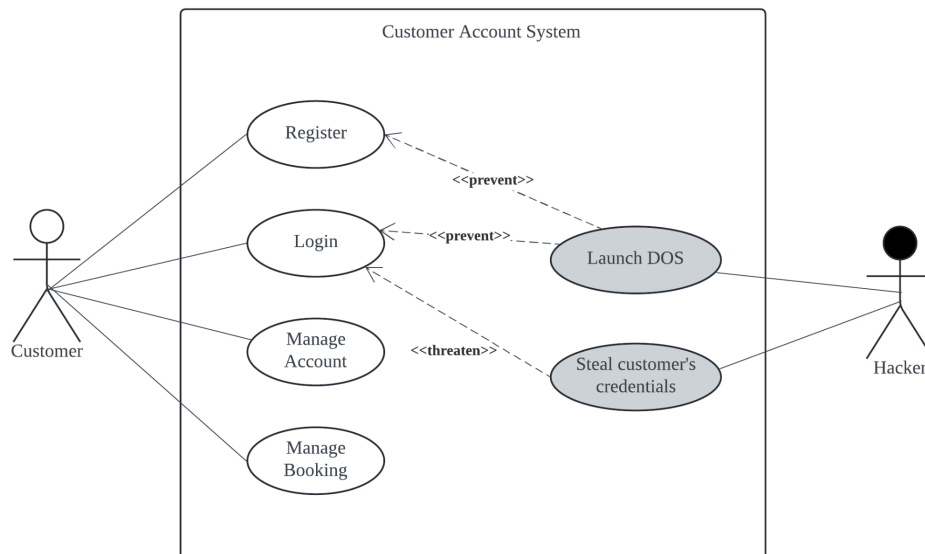 Customer Account System
Register
<<prevent>>
Login
<<prevent>>
Launch DOS
Customer
Manage
Account
<<threaten>>
Steal customer's
credentials
Hacker
Manage
Booking